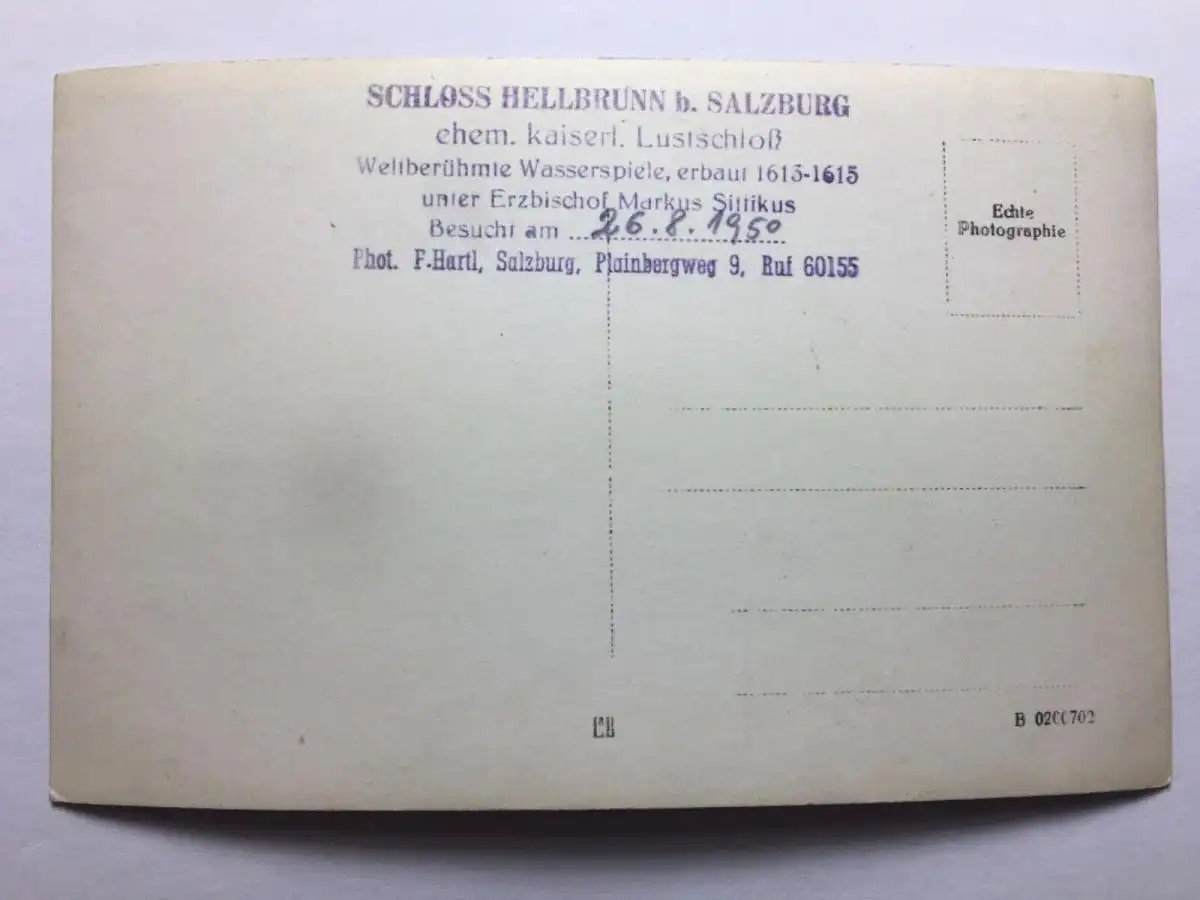 SCHLOSS HELLBRUNN b. SALZBURG
ehem. kaiserl. Lustschloß
Weltberühmte Wasserspiele, erbaut 1613-1615
unter Erzbischof Markus Sittikus
Besucht am 26.8.1950
Phot. F. Hartl, Salzburg, Plainbergweg 9, Ruf 60155
Echte
Photographie
B 0200702